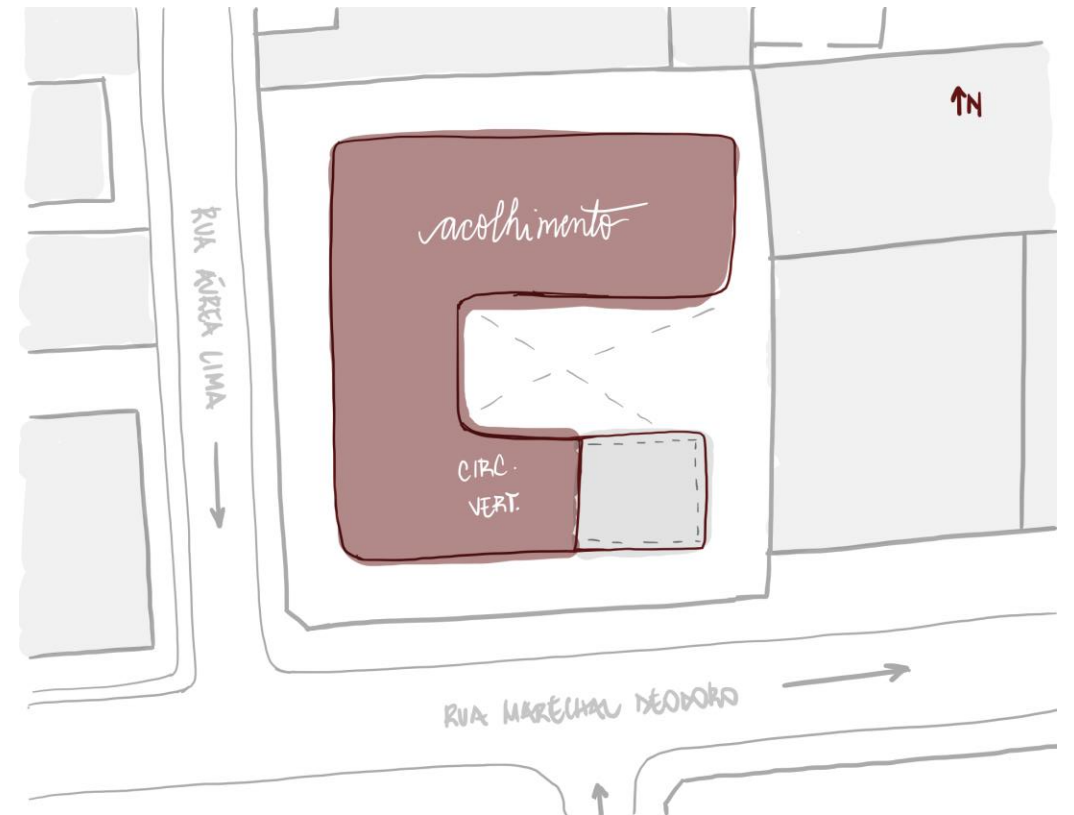 N
acolhimento
RUA ÁUREA LIMA
CIRC.
VERT.
RUA MARECHAL DEODORO